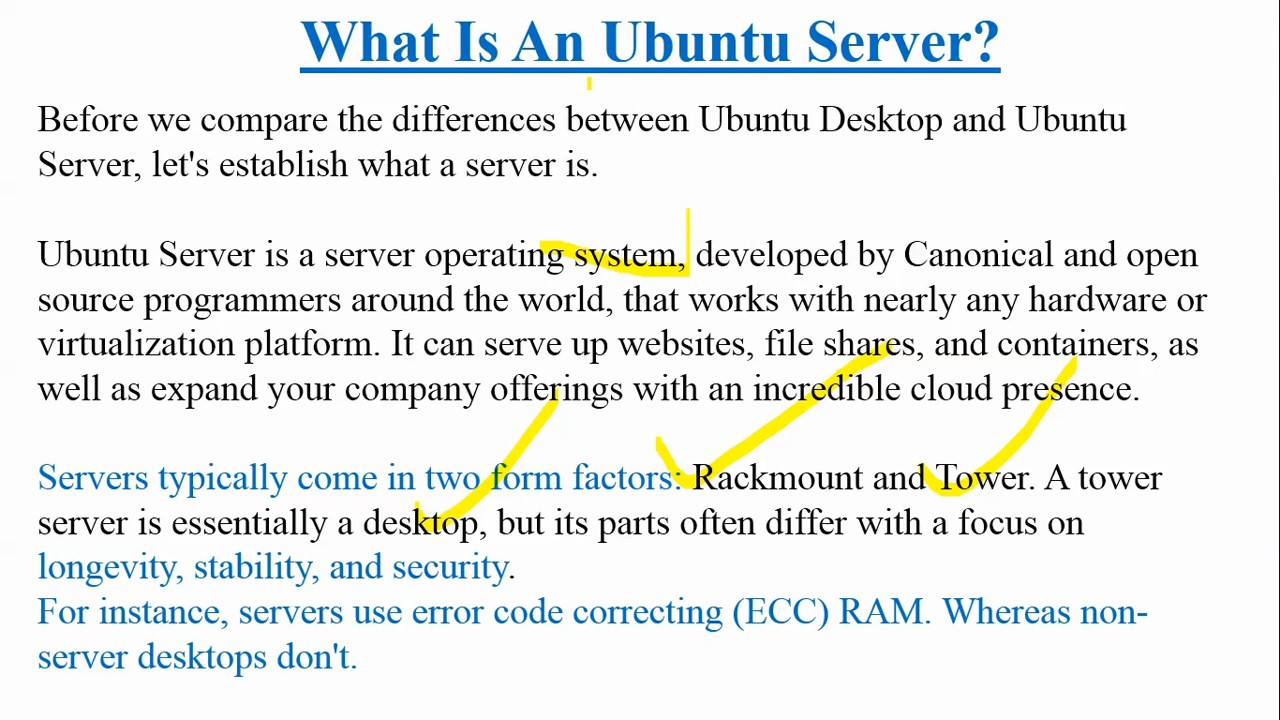 What Is An Ubuntu Server?
Before we compare the differences between Ubuntu Desktop and Ubuntu
Server, let's establish what a server is.
Ubuntu Server is a server operating system, developed by Canonical and open
source programmers around the world, that works with nearly any hardware or
virtualization platform. It can serve up websites, file shares, and containers, as
well as expand your company offerings with an incredible cloud presence.
Servers typically come in two form factors: Rackmount and Tower. A tower
server is essentially a desktop, but its parts often differ with a focus on
longevity, stability, and security.
For instance, servers use error code correcting (ECC) RAM. Whereas non-
server desktops don't.